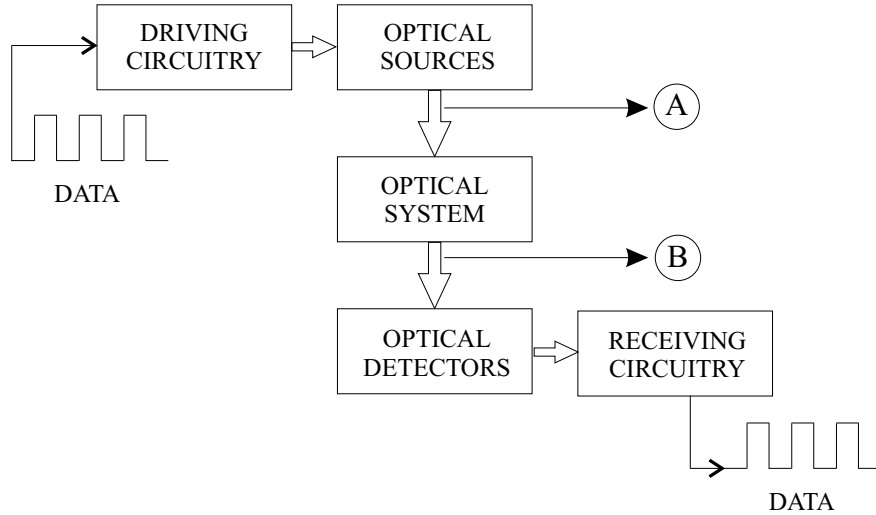 DRIVING
CIRCUITRY
OPTICAL
SOURCES
A
DATA
OPTICAL
SYSTEM
B
OPTICAL
DETECTORS
RECEIVING
CIRCUITRY
DATA